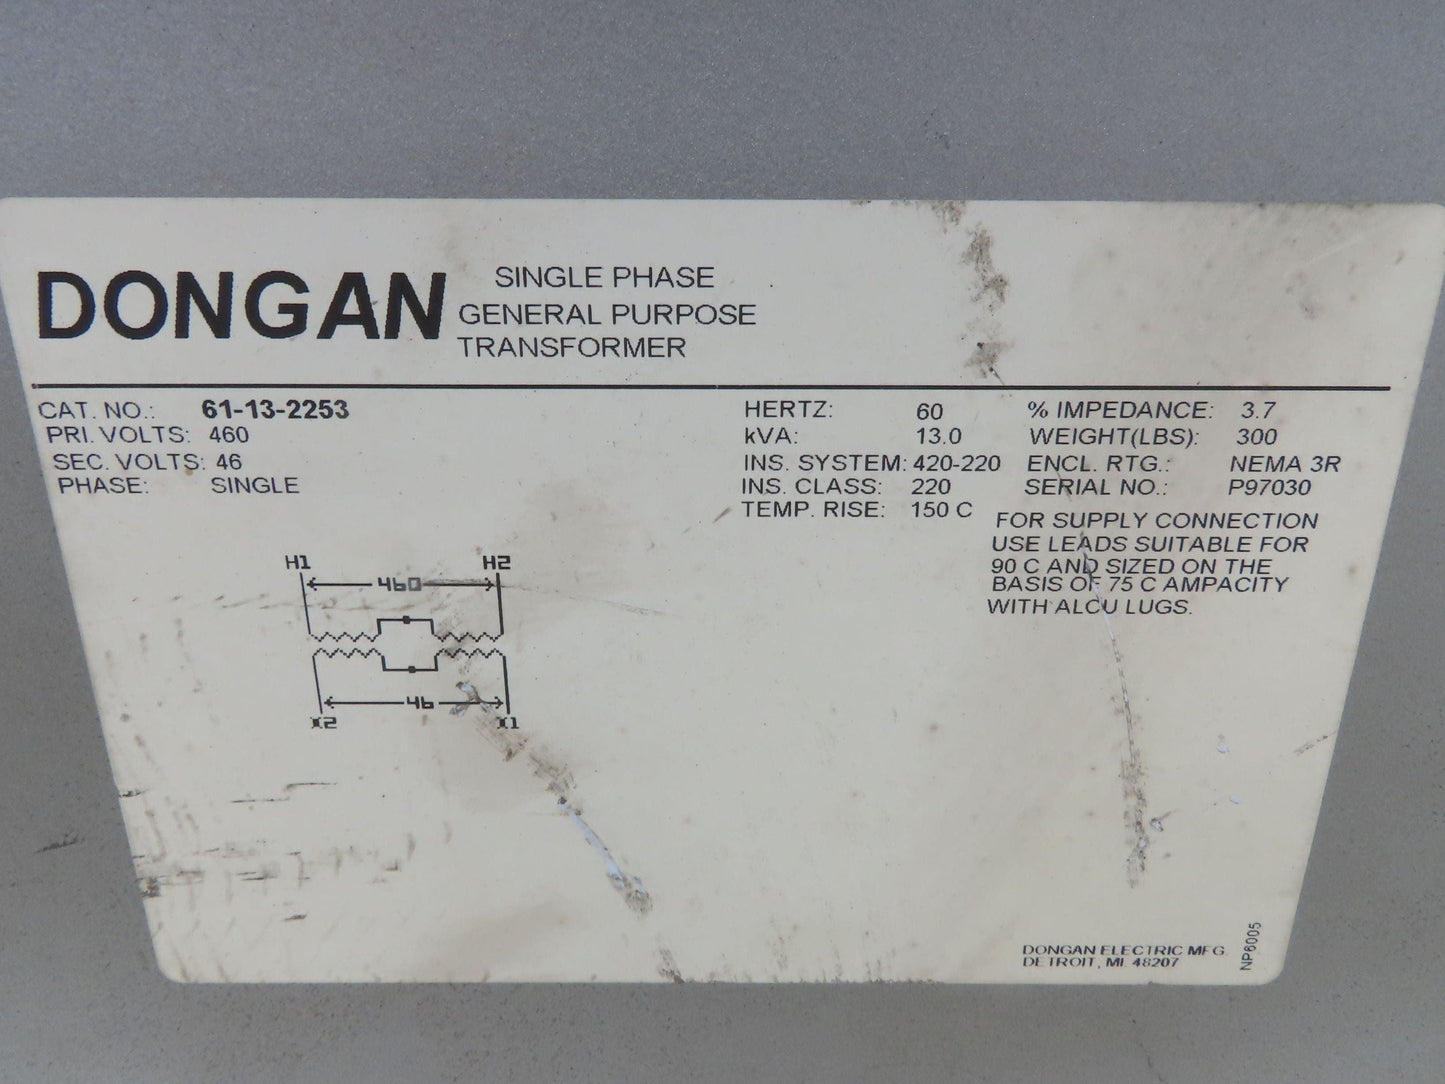 DONGAN
SINGLE PHASE
GENERAL PURPOSE
TRANSFORMER
CAT. NO.: 61-13-2253
PRI. VOLTS: 460
SEC. VOLTS: 46
PHASE: SINGLE
HERTZ: 60
kVA: 13.0
INS. SYSTEM: 420-220
INS. CLASS: 220
TEMP. RISE: 150 C
% IMPEDANCE: 3.7
WEIGHT(LBS): 300
ENCL. RTG.: NEMA 3R
SERIAL NO.: P97030
FOR SUPPLY CONNECTION
USE LEADS SUITABLE FOR
90 C AND SIZED ON THE
BASIS OF 75 C AMPACITY
WITH ALCU LUGS.
H1 H2
460
46
X2 X1
DONGAN ELECTRIC MFG.
DETROIT, MI. 48207
NP6005